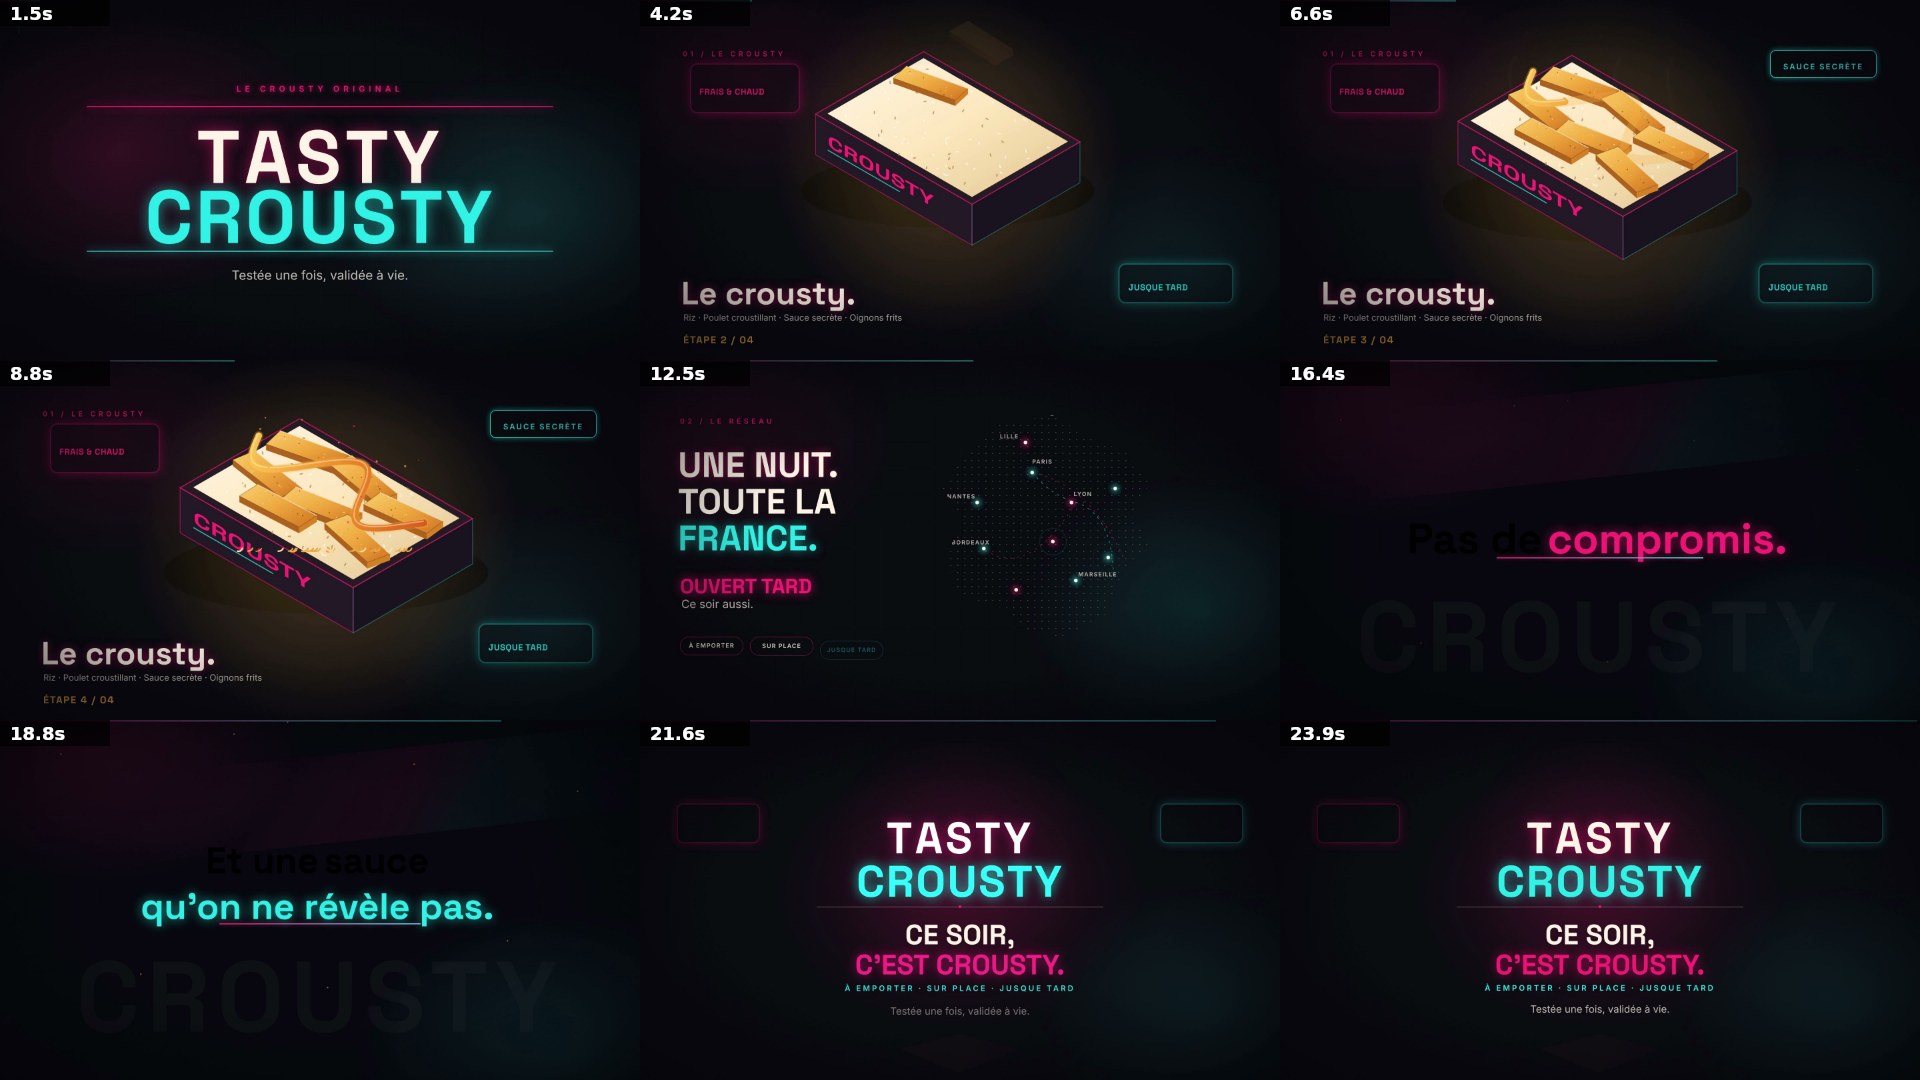 1.5s
LE CROUSTY ORIGINAL
TASTY
CROUSTY
Testée une fois, validée à vie.
4.2s
01 / LE CROUSTY
FRAIS & CHAUD
CROUSTY
JUSQUE TARD
Le crousty.
Riz · Poulet croustillant · Sauce secrète · Oignons frits
ÉTAPE 2 / 04
6.6s
01 / LE CROUSTY
FRAIS & CHAUD
SAUCE SECRÈTE
CROUSTY
JUSQUE TARD
Le crousty.
Riz · Poulet croustillant · Sauce secrète · Oignons frits
ÉTAPE 3 / 04
8.8s
01 / LE CROUSTY
FRAIS & CHAUD
SAUCE SECRÈTE
CROUSTY
JUSQUE TARD
Le crousty.
Riz · Poulet croustillant · Sauce secrète · Oignons frits
ÉTAPE 4 / 04
12.5s
02 / LE RÉSEAU
UNE NUIT.
TOUTE LA
FRANCE.
OUVERT TARD
Ce soir aussi.
À EMPORTER
SUR PLACE
JUSQUE TARD
LILLE
PARIS
NANTES
LYON
BORDEAUX
MARSEILLE
16.4s
Pas de compromis.
CROUSTY
18.8s
Et une sauce
qu’on ne révèle pas.
CROUSTY
21.6s
TASTY
CROUSTY
CE SOIR,
C’EST CROUSTY.
À EMPORTER · SUR PLACE · JUSQUE TARD
Testée une fois, validée à vie.
23.9s
TASTY
CROUSTY
CE SOIR,
C’EST CROUSTY.
À EMPORTER · SUR PLACE · JUSQUE TARD
Testée une fois, validée à vie.